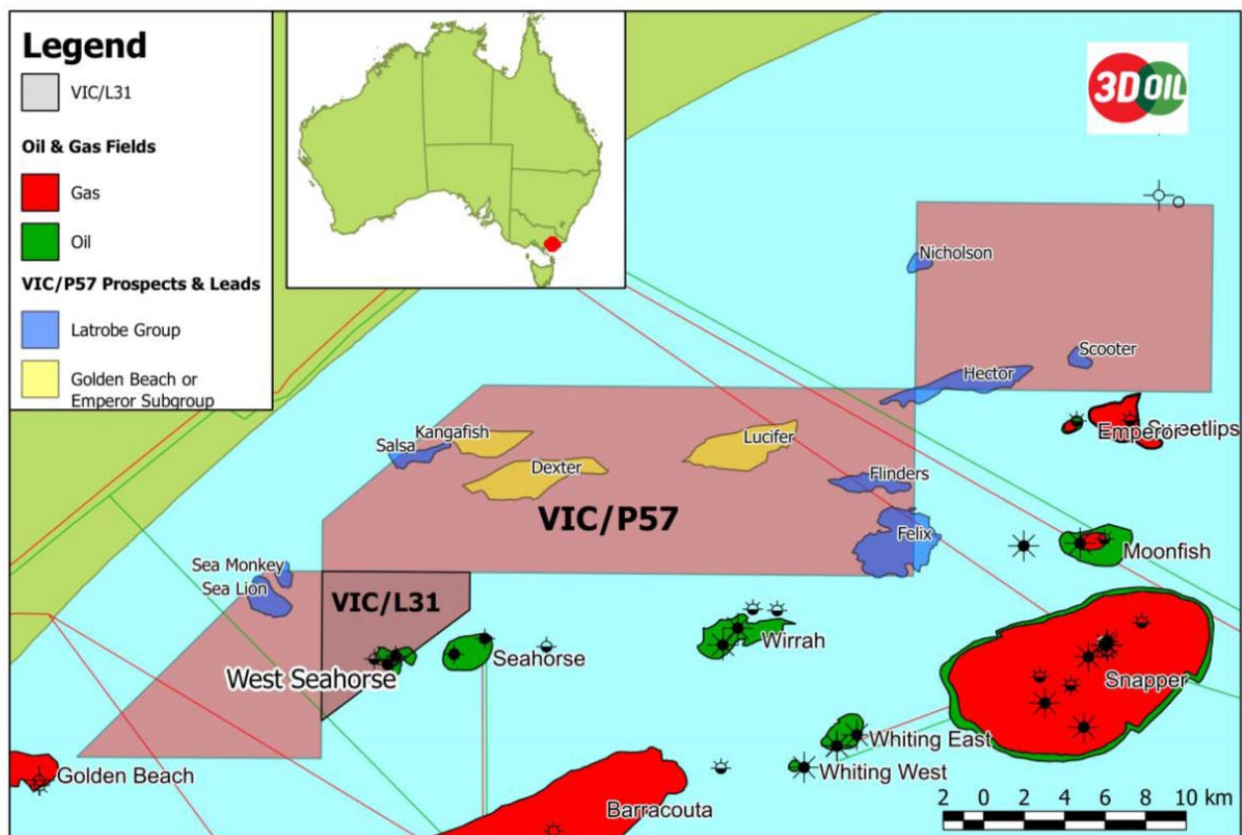 Legend
VIC/L31
Oil & Gas Fields
Gas
Oil
VIC/P57 Prospects & Leads
Latrobe Group
Golden Beach or
Emperor Subgroup
3D OIL
Nicholson
Scooter
Hector
Emperor Sweetlips
Kangafish
Salsa
Dexter
Lucifer
Flinders
VIC/P57
Felix
Moonfish
Sea Monkey
Sea Lion
VIC/L31
Wirrah
Seahorse
West Seahorse
Snapper
Whiting East
Whiting West
Golden Beach
Barracouta
2 0 2 4 6 8 10 km